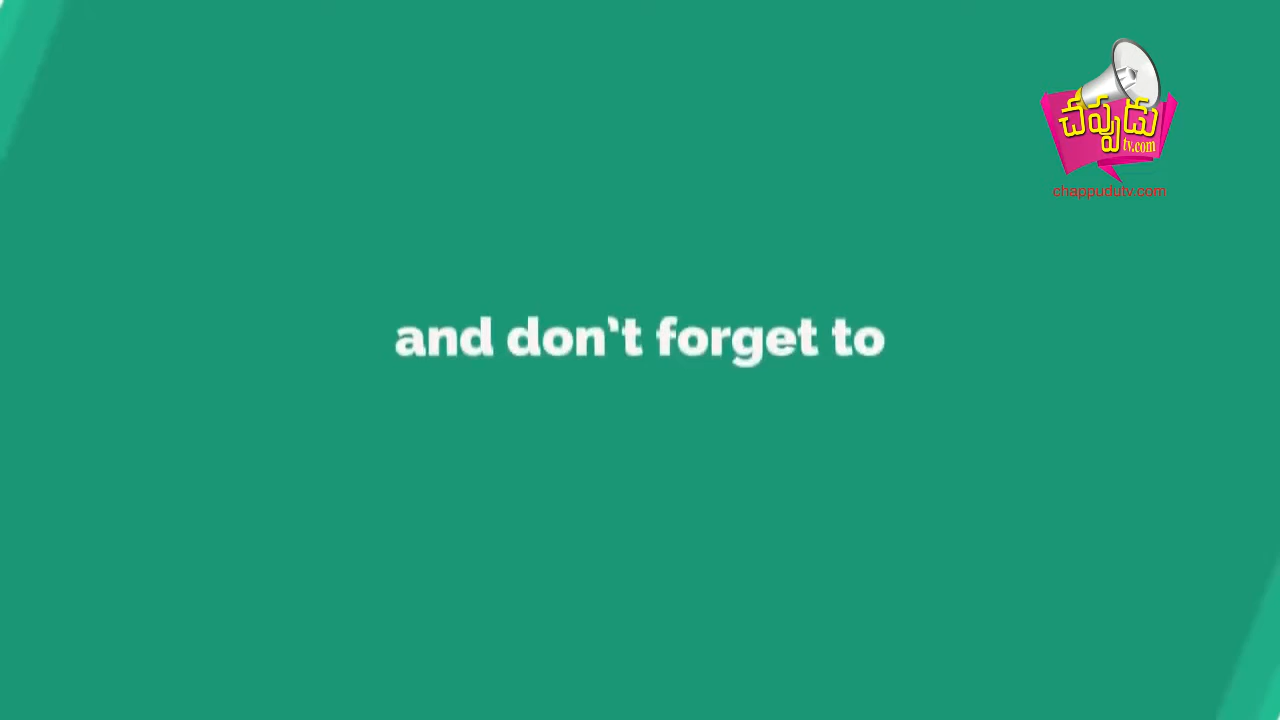 చప్పుడు
tv.com
chappudutv.com
and don't forget to